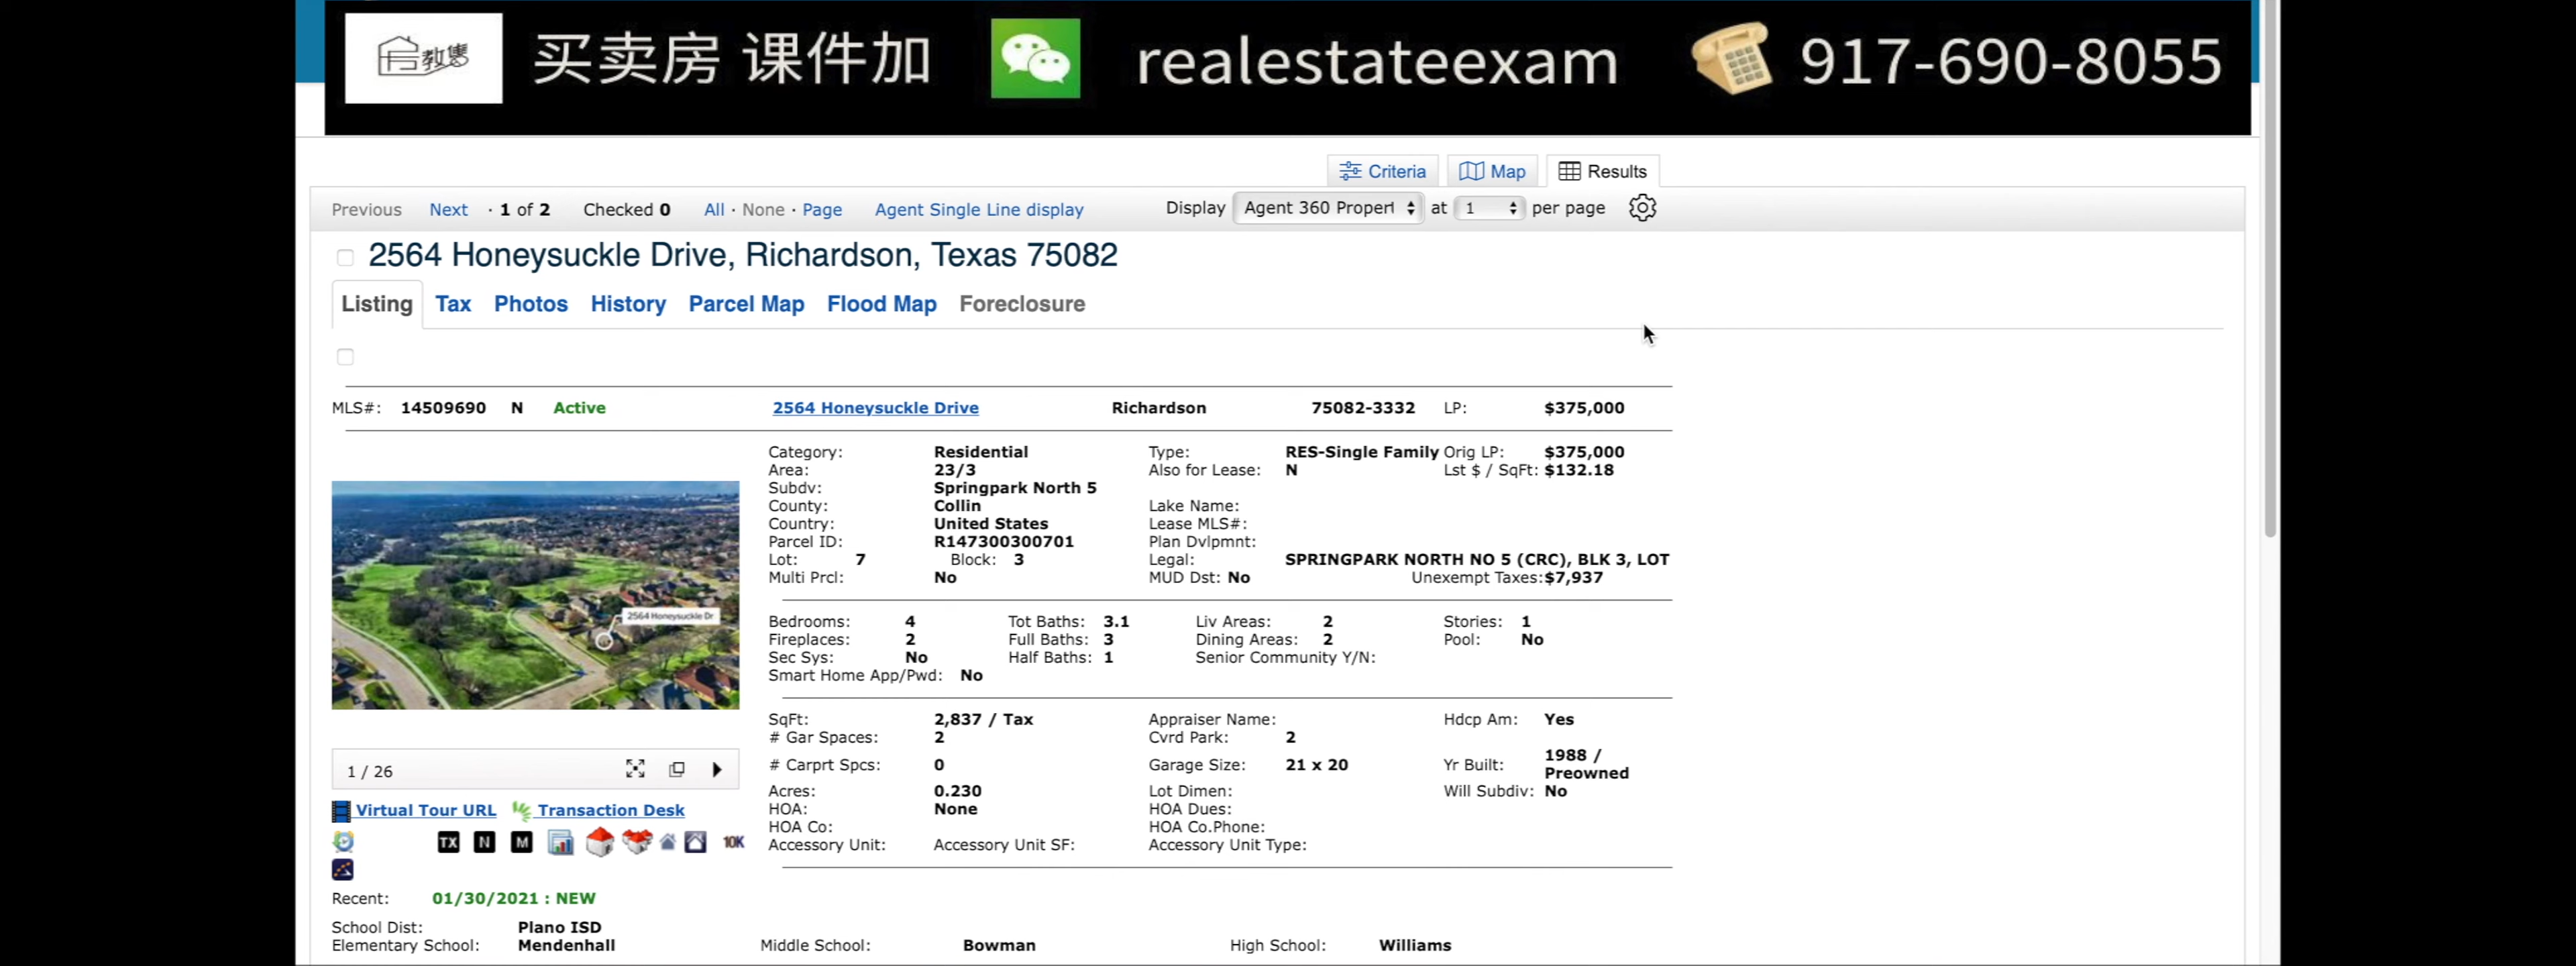 房教雋 买卖房 课件加 realestateexam 917-690-8055
Criteria Map Results
Previous Next · 1 of 2 Checked 0 All · None · Page Agent Single Line display Display Agent 360 Propert at 1 per page
2564 Honeysuckle Drive, Richardson, Texas 75082
Listing Tax Photos History Parcel Map Flood Map Foreclosure
MLS#: 14509690 N Active 2564 Honeysuckle Drive Richardson 75082-3332 LP: $375,000
Category: Residential Type: RES-Single Family Orig LP: $375,000
Area: 23/3 Also for Lease: N Lst $ / SqFt: $132.18
Subdv: Springpark North 5
County: Collin Lake Name:
Country: United States Lease MLS#:
Parcel ID: R147300300701 Plan Dvlpmnt:
Lot: 7 Block: 3 Legal: SPRINGPARK NORTH NO 5 (CRC), BLK 3, LOT
Multi Prcl: No MUD Dst: No Unexempt Taxes: $7,937
2564 Honeysuckle Dr
Bedrooms: 4 Tot Baths: 3.1 Liv Areas: 2 Stories: 1
Fireplaces: 2 Full Baths: 3 Dining Areas: 2 Pool: No
Sec Sys: No Half Baths: 1 Senior Community Y/N:
Smart Home App/Pwd: No
SqFt: 2,837 / Tax Appraiser Name: Hdcp Am: Yes
# Gar Spaces: 2 Cvrd Park: 2
# Carprt Spcs: 0 Garage Size: 21 x 20 Yr Built: 1988 / Preowned
1 / 26
Acres: 0.230 Lot Dimen: Will Subdiv: No
HOA: None HOA Dues:
HOA Co: HOA Co.Phone:
Accessory Unit: Accessory Unit SF: Accessory Unit Type:
Virtual Tour URL Transaction Desk
TX N M 10K
Recent: 01/30/2021 : NEW
School Dist: Plano ISD
Elementary School: Mendenhall Middle School: Bowman High School: Williams